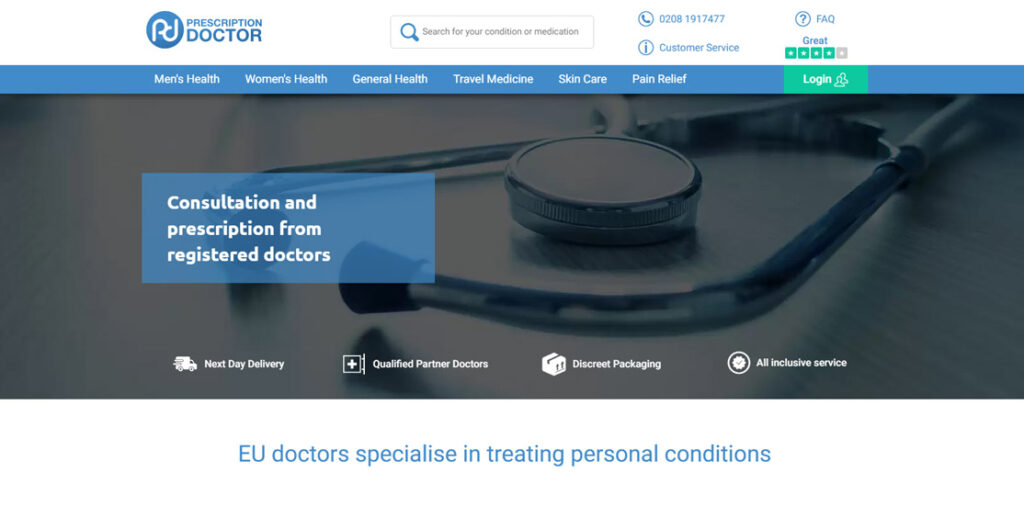 PRESCRIPTION
DOCTOR
Search for your condition or medication
0208 1917477
Customer Service
FAQ
Great
Men's Health Women's Health General Health Travel Medicine Skin Care Pain Relief Login
Consultation and
prescription from
registered doctors
Next Day Delivery Qualified Partner Doctors Discreet Packaging All inclusive service
EU doctors specialise in treating personal conditions